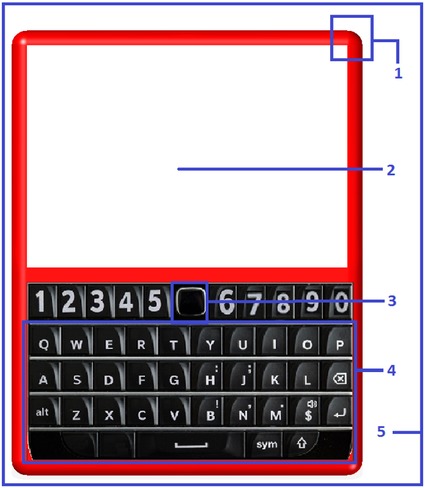 1
2
1 2 3 4 5 6 7 8 9 0
3
Q W E R T Y U I O P
A S D F G H : J ; K L
4
alt Z X C V B ! N , M . $
5
sym